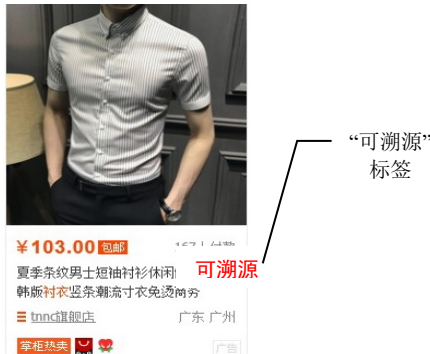 ¥103.00 包邮
夏季条纹男士短袖衬衫休闲
可溯源
韩版衬衣竖条潮流寸衣免烫商务
tnnc旗舰店 广东 广州
掌柜热卖 广告
“可溯源”
标签